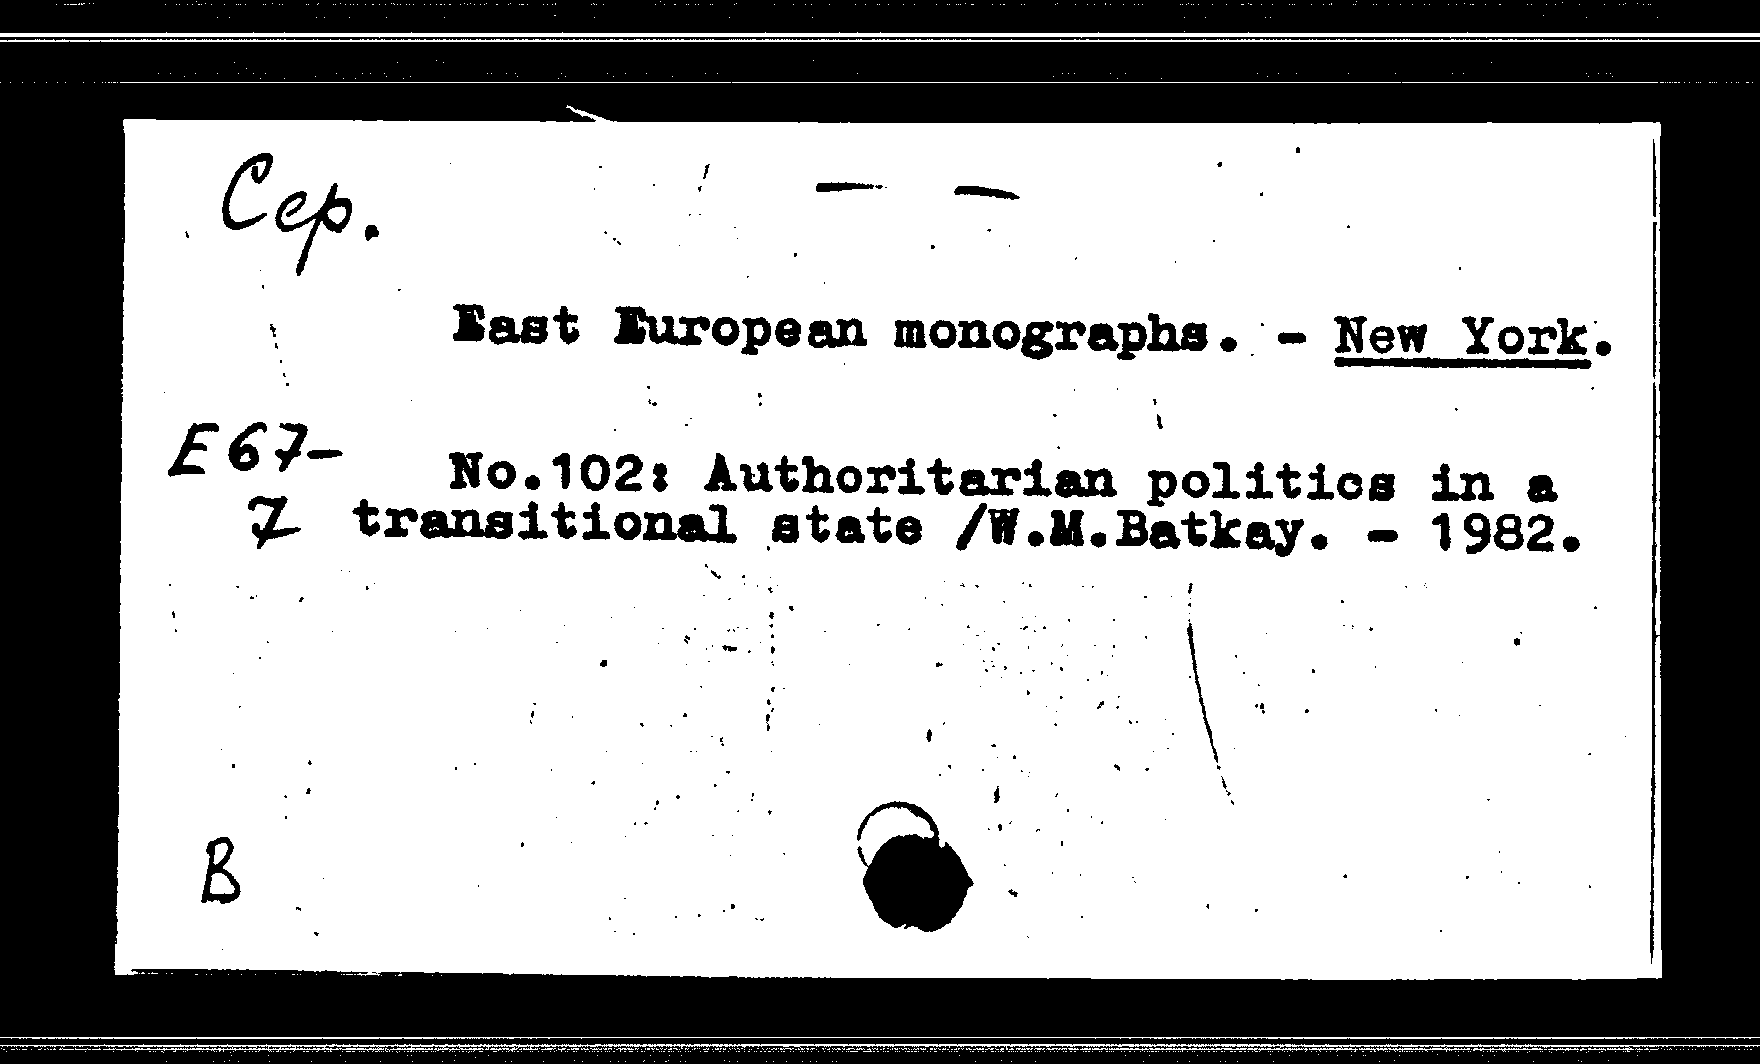 Сер.
East European monographs. - New York.
E67-
7
No.102: Authoritarian politics in a
transitional state /W.M.Batkay. - 1982.
B